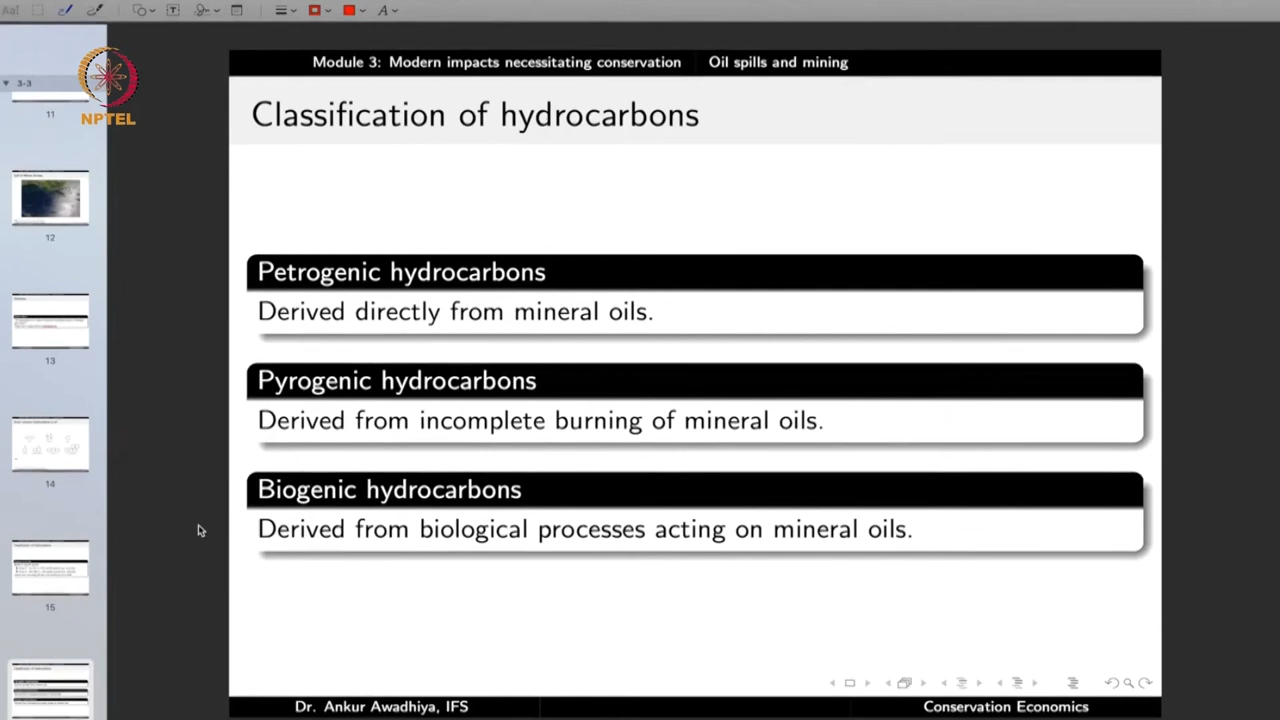 3-3
NPTEL
11
12
13
14
15
Module 3: Modern impacts necessitating conservation Oil spills and mining
Classification of hydrocarbons
Petrogenic hydrocarbons
Derived directly from mineral oils.
Pyrogenic hydrocarbons
Derived from incomplete burning of mineral oils.
Biogenic hydrocarbons
Derived from biological processes acting on mineral oils.
Dr. Ankur Awadhiya, IFS Conservation Economics